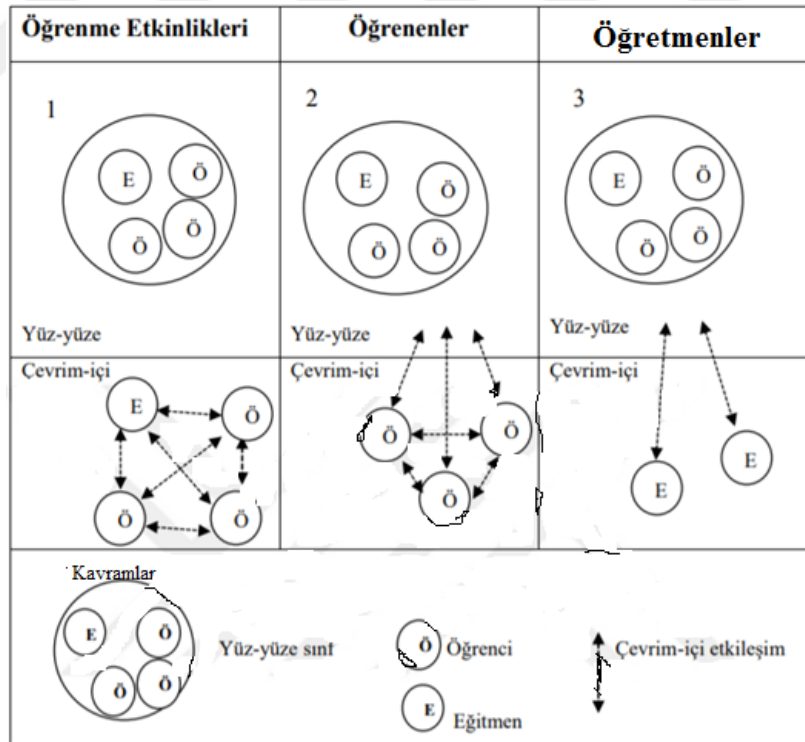 Öğrenme Etkinlikleri
Öğrenenler
Öğretmenler
1
E
Ö
Ö
Ö
Yüz-yüze
2
E
Ö
Ö
Ö
Yüz-yüze
3
E
Ö
Ö
Ö
Yüz-yüze
Çevrim-içi
E
Ö
Ö
Ö
Çevrim-içi
Ö
Ö
Ö
Çevrim-içi
E
E
Kavramlar
E
Ö
Ö
Ö
Yüz-yüze sınt
Ö Öğrenci
E Eğitmen
Çevrim-içi etkileşim